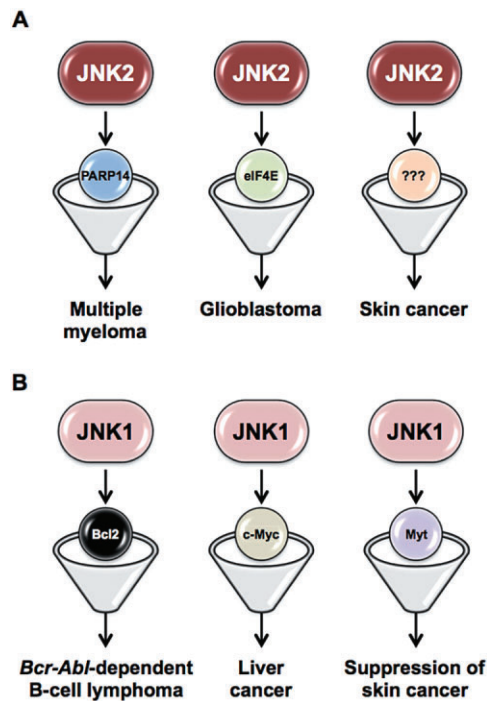 A
JNK2 JNK2 JNK2
PARP14 eIF4E ???
Multiple Glioblastoma Skin cancer
myeloma
B
JNK1 JNK1 JNK1
Bcl2 c-Myc Myt
Bcr-Abl-dependent Liver Suppression of
B-cell lymphoma cancer skin cancer